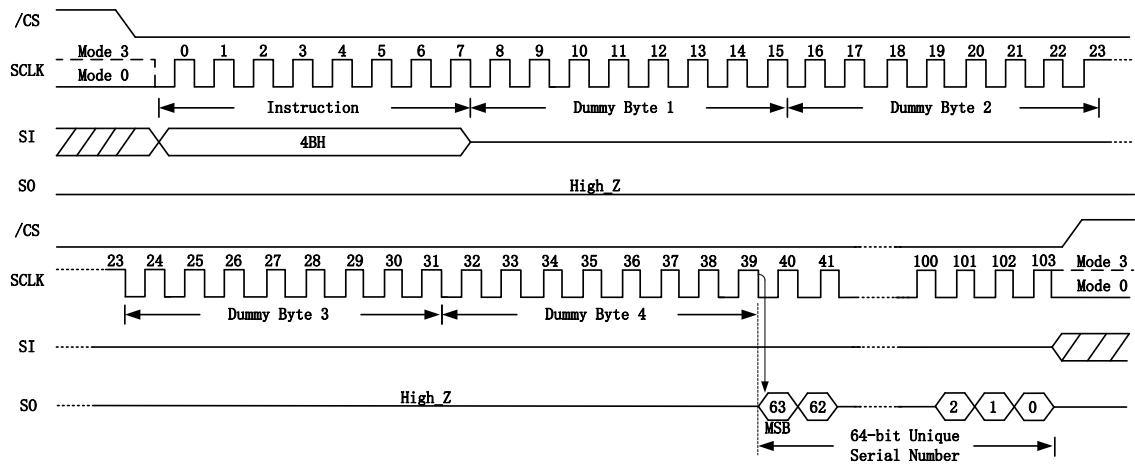 /CS
Mode 3 0 1 2 3 4 5 6 7 8 9 10 11 12 13 14 15 16 17 18 19 20 21 22 23
SCLK Mode 0
Instruction Dummy Byte 1 Dummy Byte 2
SI 4BH
SO High_Z
/CS
23 24 25 26 27 28 29 30 31 32 33 34 35 36 37 38 39 40 41 100 101 102 103 Mode 3
SCLK Mode 0
Dummy Byte 3 Dummy Byte 4
SI
High_Z
SO 63 62 2 1 0
MSB 64-bit Unique
Serial Number